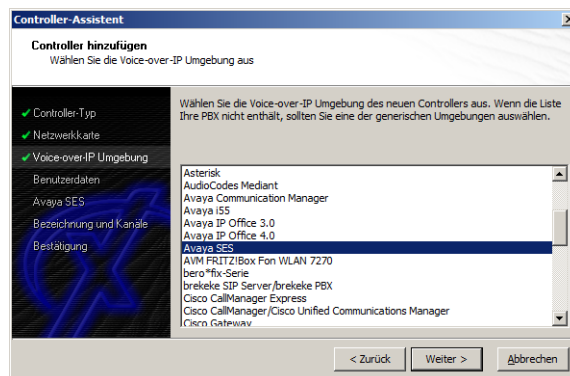 Controller-Assistent
Controller hinzufügen
Wählen Sie die Voice-over-IP Umgebung aus
Controller-Typ
Netzwerkkarte
Voice-over-IP Umgebung
Benutzerdaten
Avaya SES
Bezeichnung und Kanäle
Bestätigung
Wählen Sie die Voice-over-IP Umgebung des neuen Controllers aus. Wenn die Liste
Ihre PBX nicht enthält, sollten Sie eine der generischen Umgebungen auswählen.
Asterisk
AudioCodes Mediant
Avaya Communication Manager
Avaya i55
Avaya IP Office 3.0
Avaya IP Office 4.0
Avaya SES
AVM FRITZ!Box Fon WLAN 7270
bero*fix-Serie
brekeke SIP Server/brekeke PBX
Cisco CallManager Express
Cisco CallManager/Cisco Unified Communications Manager
Cisco Gateway
< Zurück
Weiter >
Abbrechen